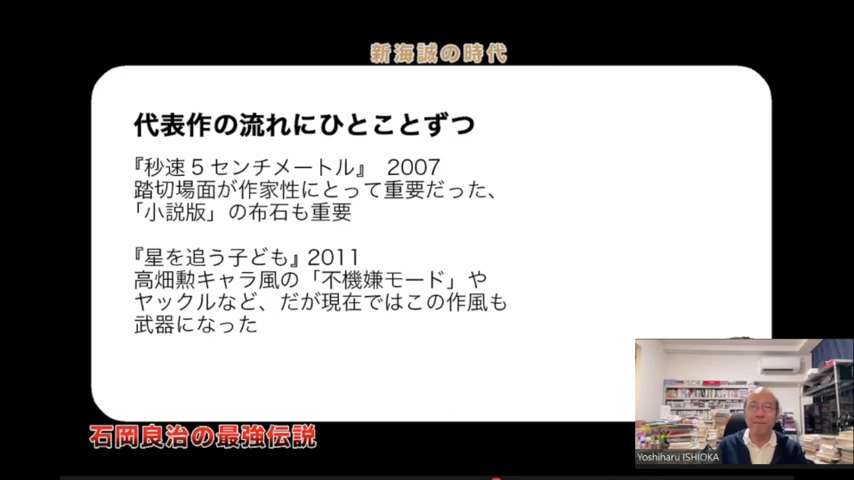 新海誠の時代
代表作の流れにひとことずつ
『秒速5センチメートル』 2007
踏切場面が作家性にとって重要だった、
「小説版」の布石も重要
『星を追う子ども』2011
高畑勲キャラ風の「不機嫌モード」や
ヤックルなど、だが現在ではこの作風も
武器になった
石岡良治の最強伝説
Yoshiharu ISHIOKA